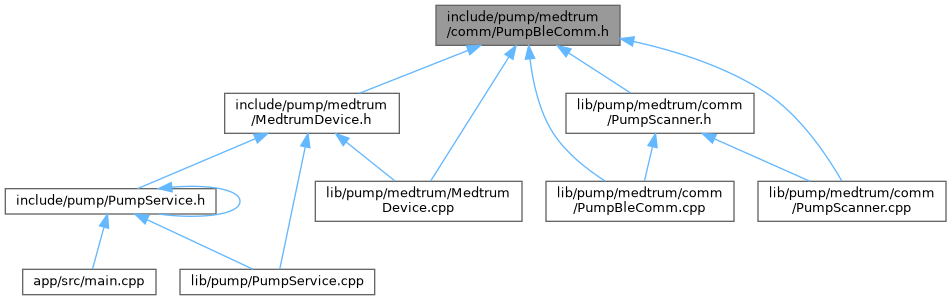 include/pump/medtrum
/comm/PumpBleComm.h
include/pump/medtrum
/MedtrumDevice.h
lib/pump/medtrum/comm
/PumpScanner.h
include/pump/PumpService.h
lib/pump/medtrum/Medtrum
Device.cpp
lib/pump/medtrum/comm
/PumpBleComm.cpp
lib/pump/medtrum/comm
/PumpScanner.cpp
app/src/main.cpp
lib/pump/PumpService.cpp